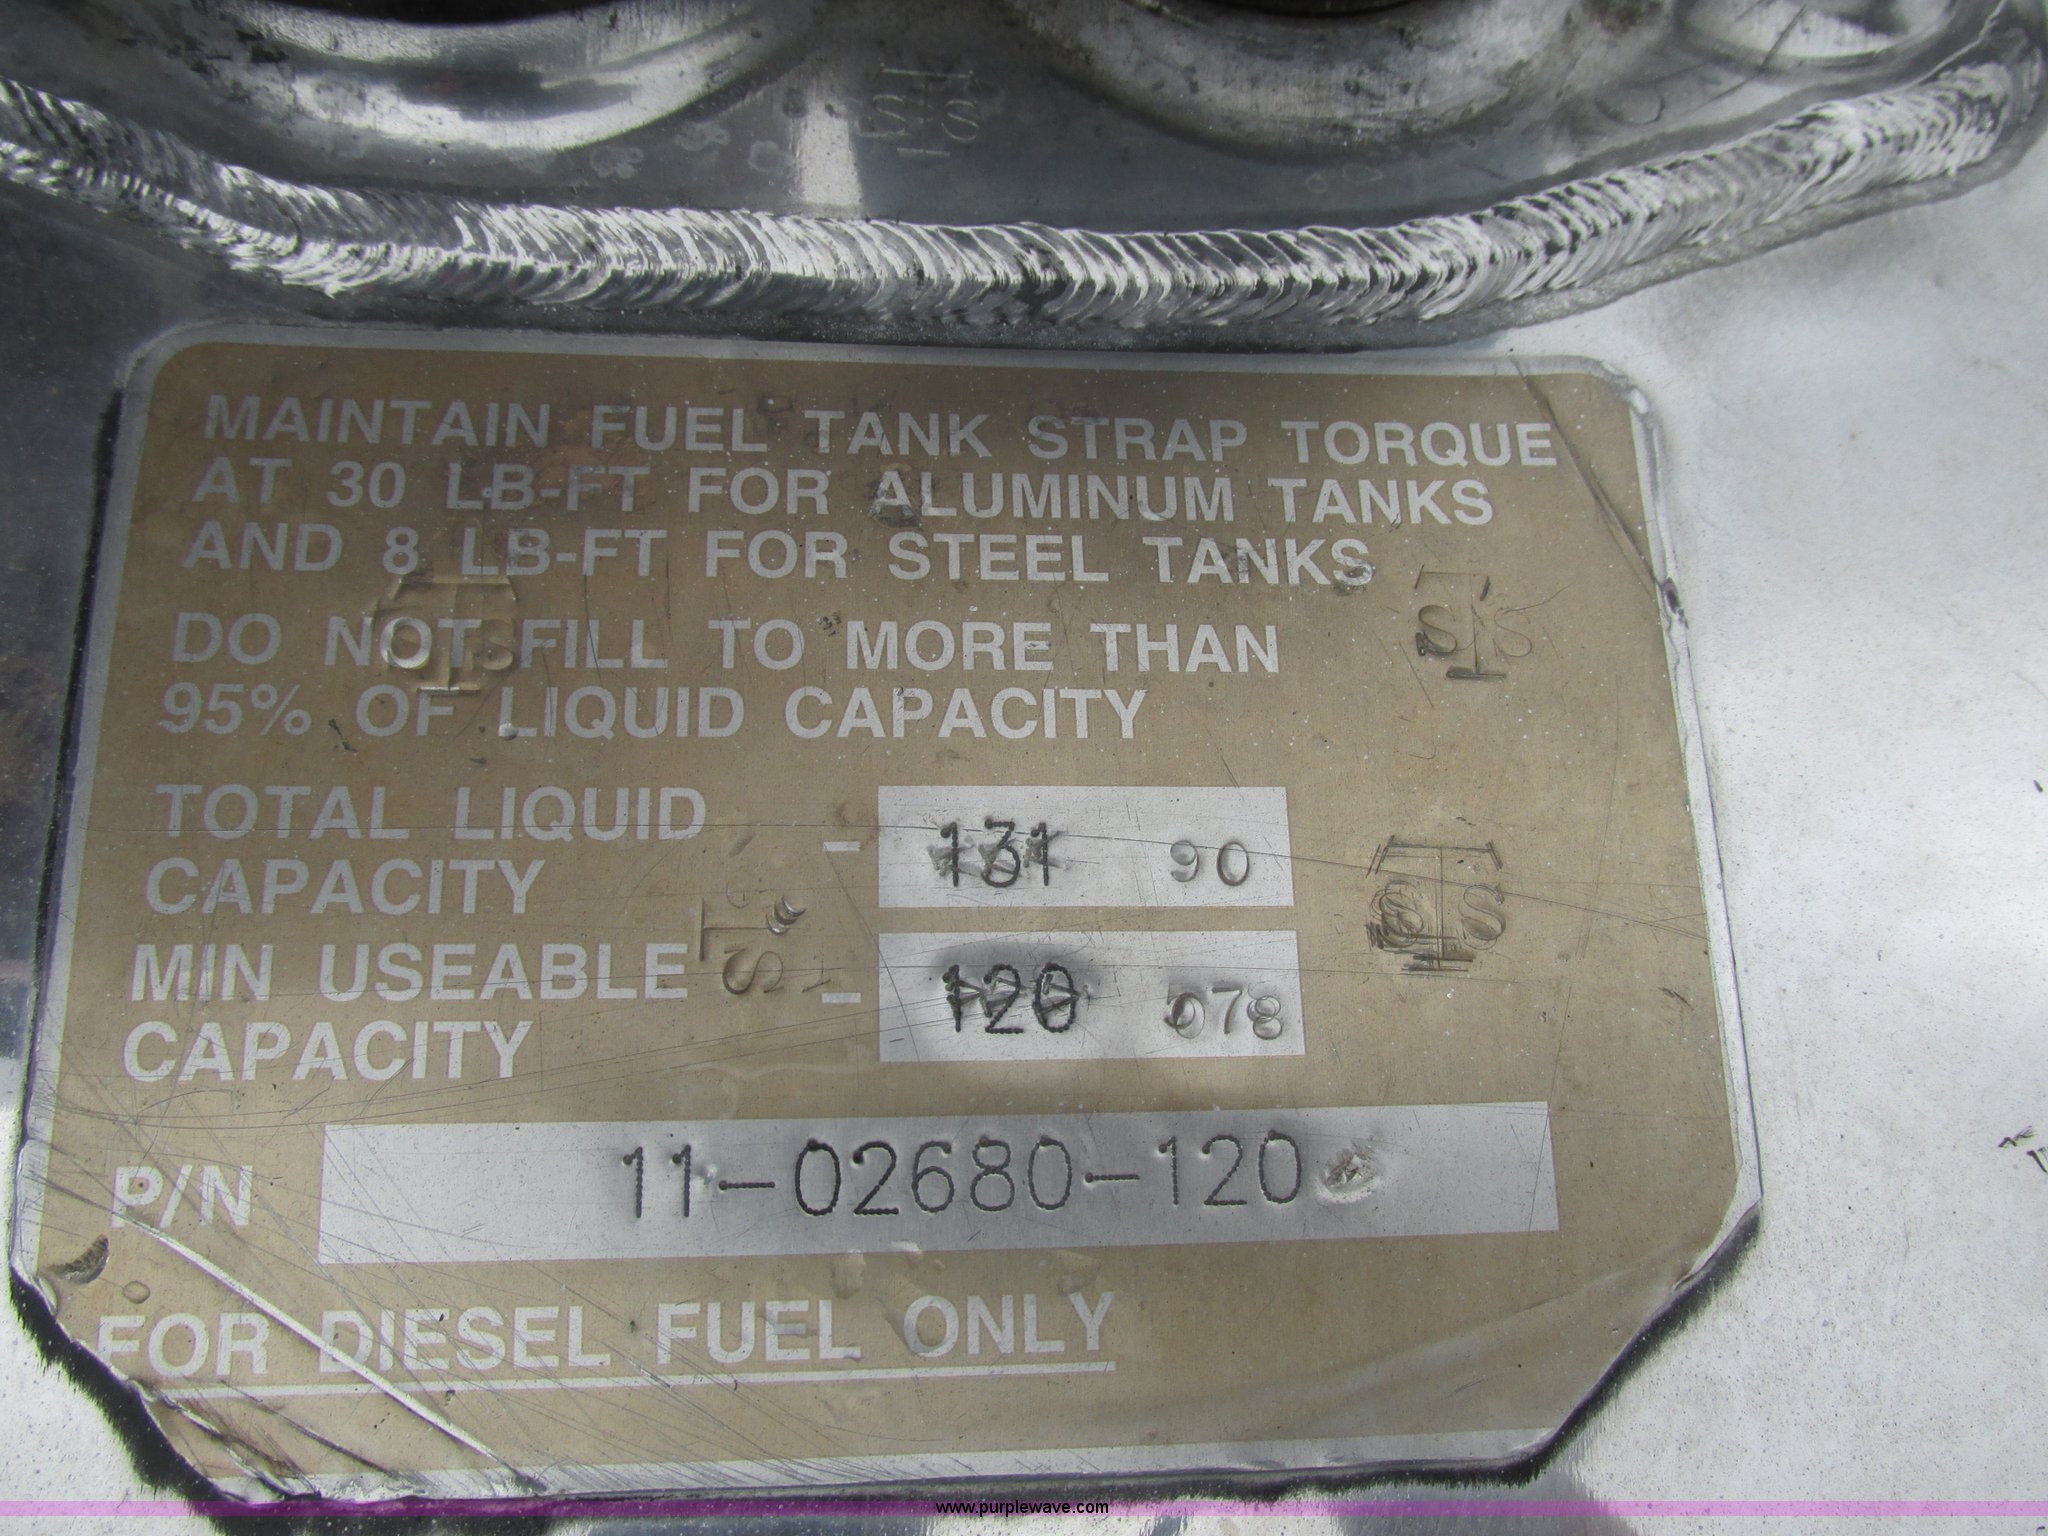 MAINTAIN FUEL TANK STRAP TORQUE
AT 30 LB-FT FOR ALUMINUM TANKS
AND 8 LB-FT FOR STEEL TANKS
DO NOT FILL TO MORE THAN
95% OF LIQUID CAPACITY
TOTAL LIQUID
CAPACITY - 131 90
MIN USEABLE
CAPACITY - 120 78
P/N 11-02680-120
FOR DIESEL FUEL ONLY
www.purplewave.com